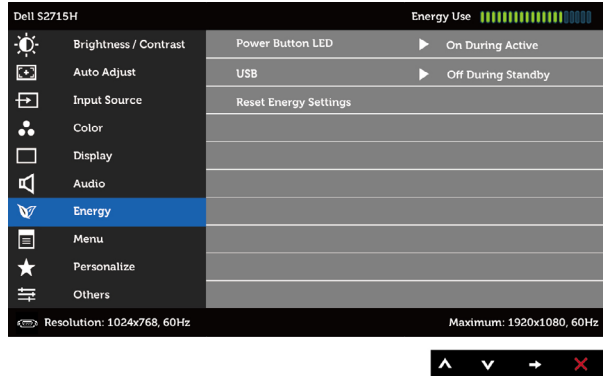 Dell S2715H Energy Use
Brightness / Contrast Power Button LED On During Active
Auto Adjust USB Off During Standby
Input Source Reset Energy Settings
Color
Display
Audio
Energy
Menu
Personalize
Others
Resolution: 1024x768, 60Hz Maximum: 1920x1080, 60Hz